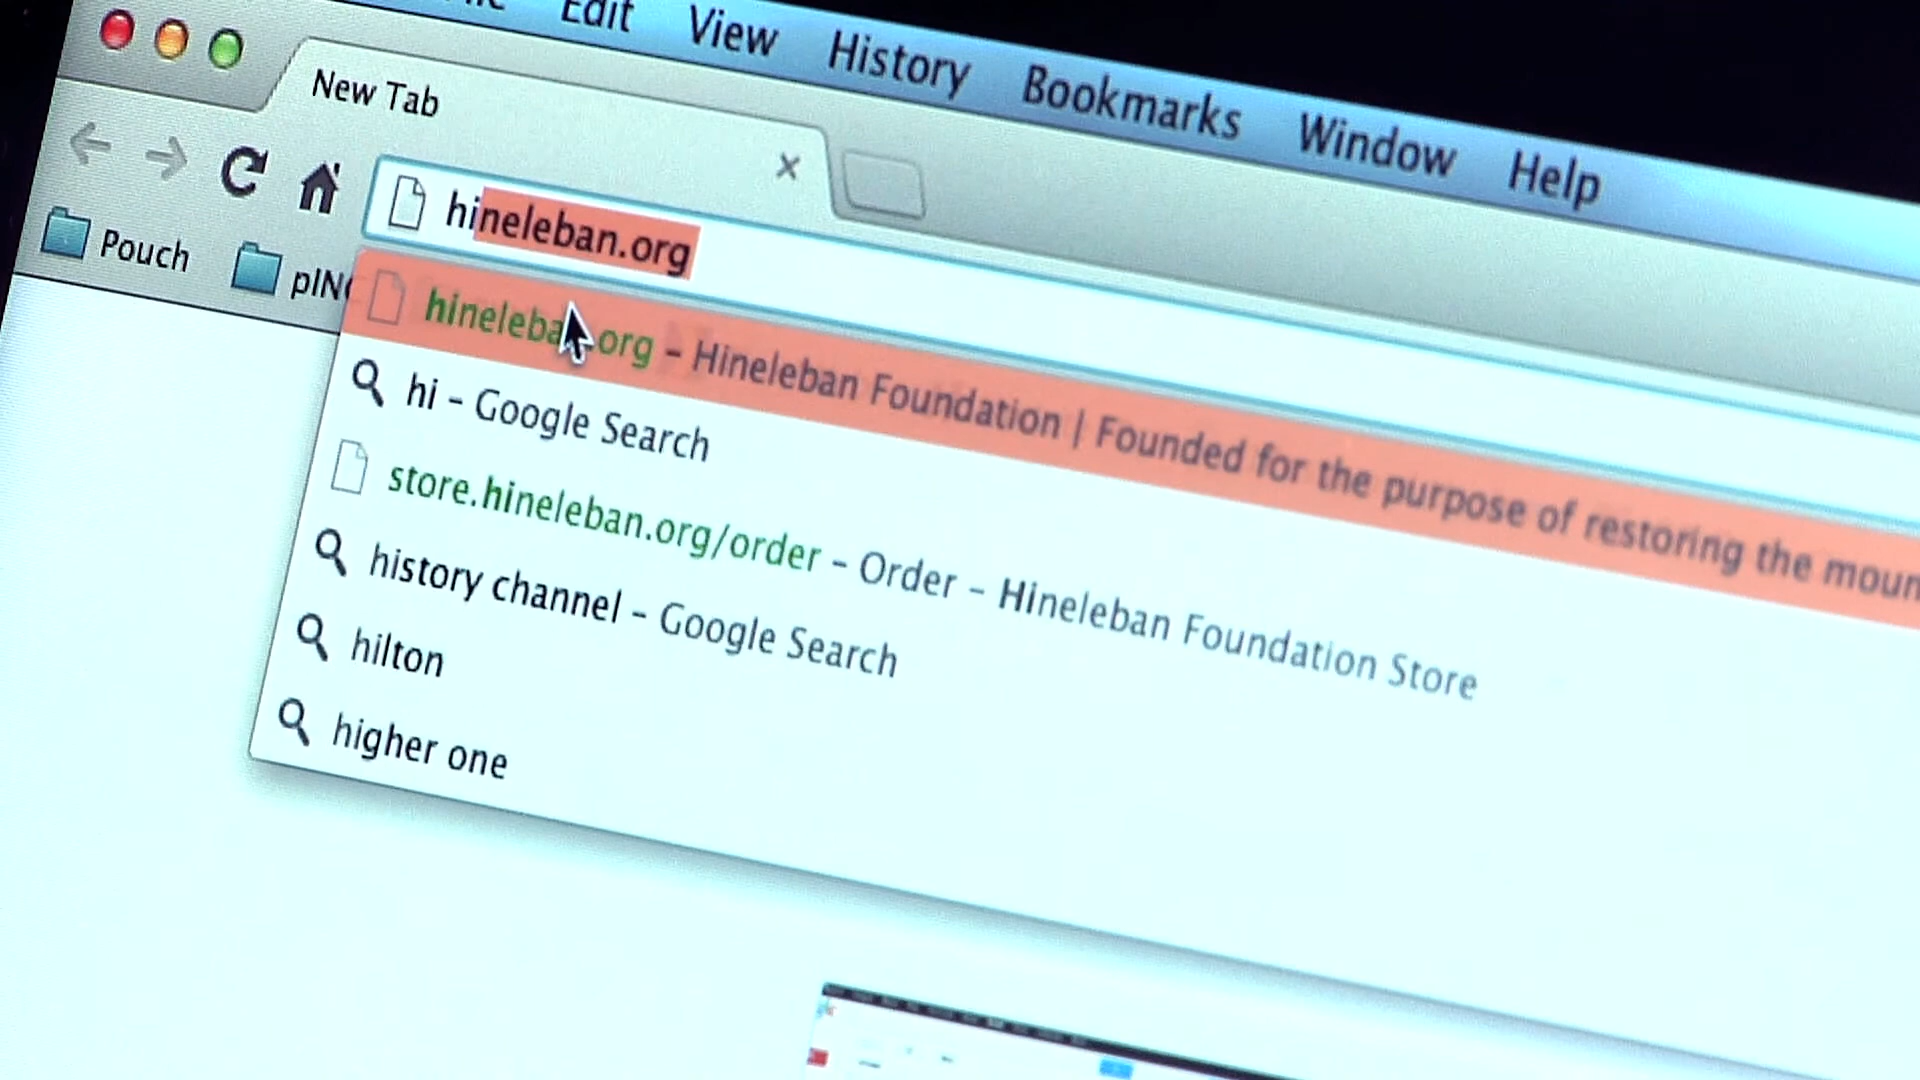 Edit View History Bookmarks Window Help
New Tab
hineleban.org
Pouch
hineleban.org – Hineleban Foundation | Founded for the purpose of restoring the
hi – Google Search
store.hineleban.org/order – Order – Hineleban Foundation Store
history channel – Google Search
hilton
higher one